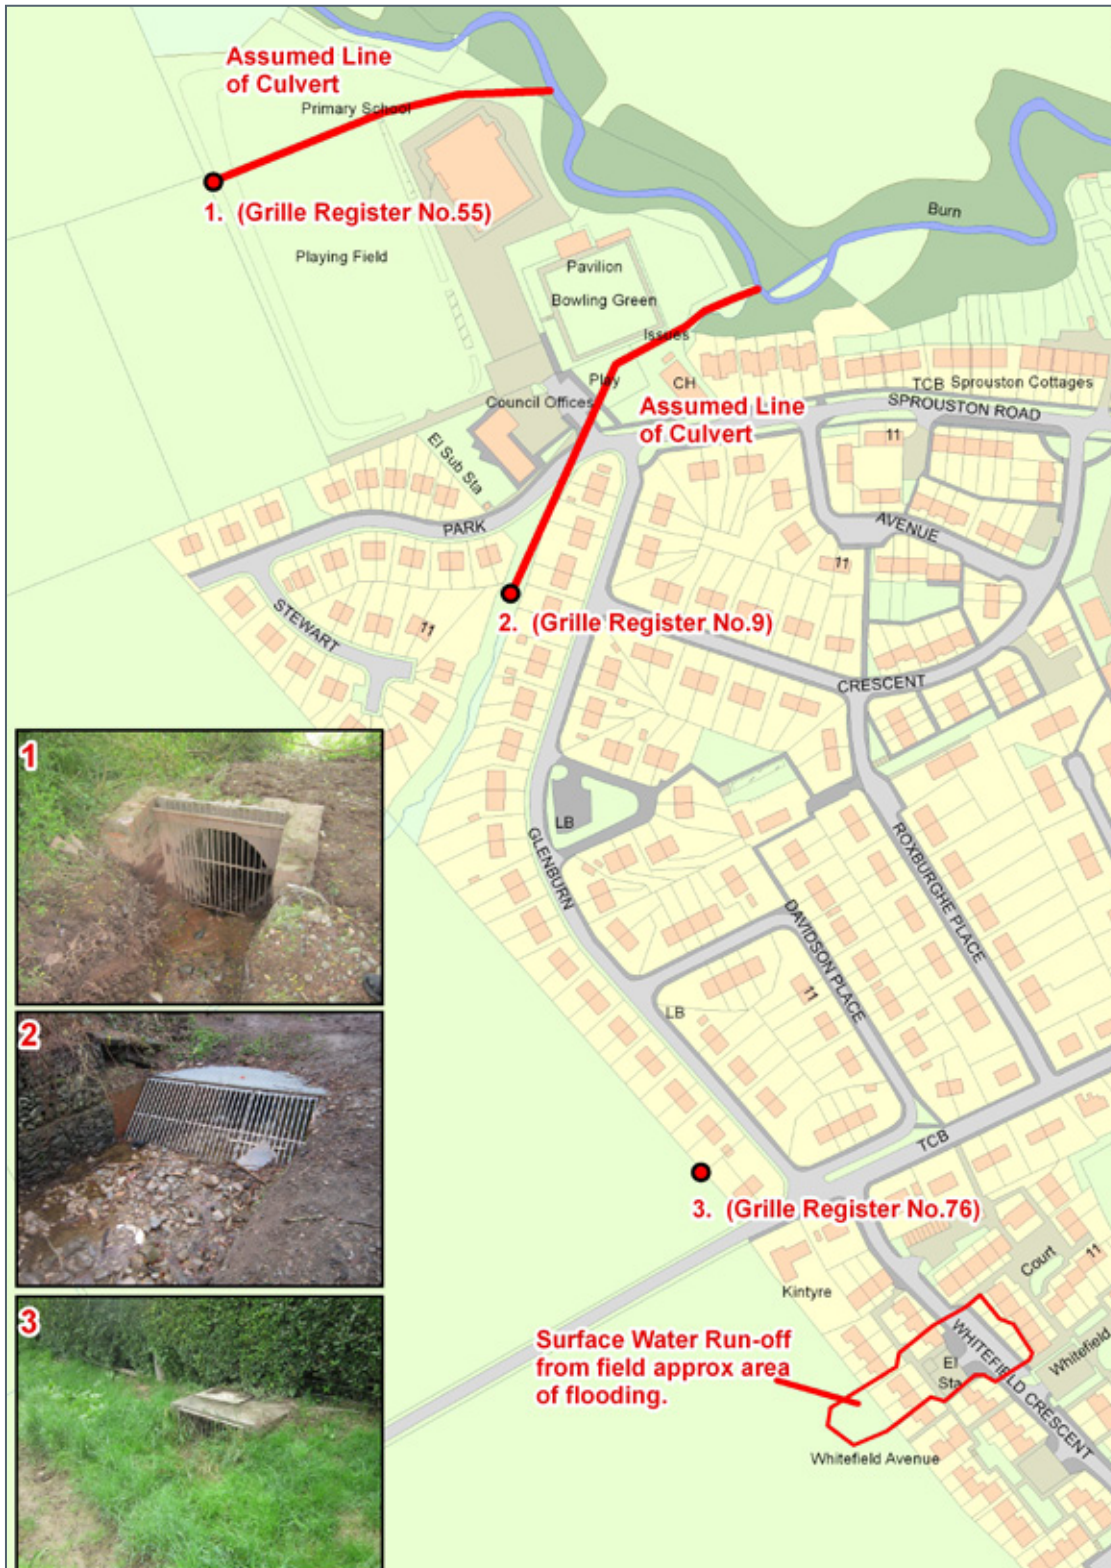 Assumed Line
of Culvert
Primary School
1. (Grille Register No.55)
Playing Field
Burn
Pavilion
Bowling Green
Issues
Play
CH
Council Offices
TCB Sprouston Cottages
SPROUSTON ROAD
Assumed Line
of Culvert
11
El Sub Sta
PARK
AVENUE
11
STEWART
11
2. (Grille Register No.9)
CRESCENT
1
LB
GLENBURN
ROXBURGHE PLACE
DAVIDSON PLACE
11
LB
2
TCB
3. (Grille Register No.76)
Court
11
Kintyre
3
Surface Water Run-off
from field approx area
of flooding.
WHITEFIELD CRESCENT
El
Sta
Whitefield
Whitefield Avenue